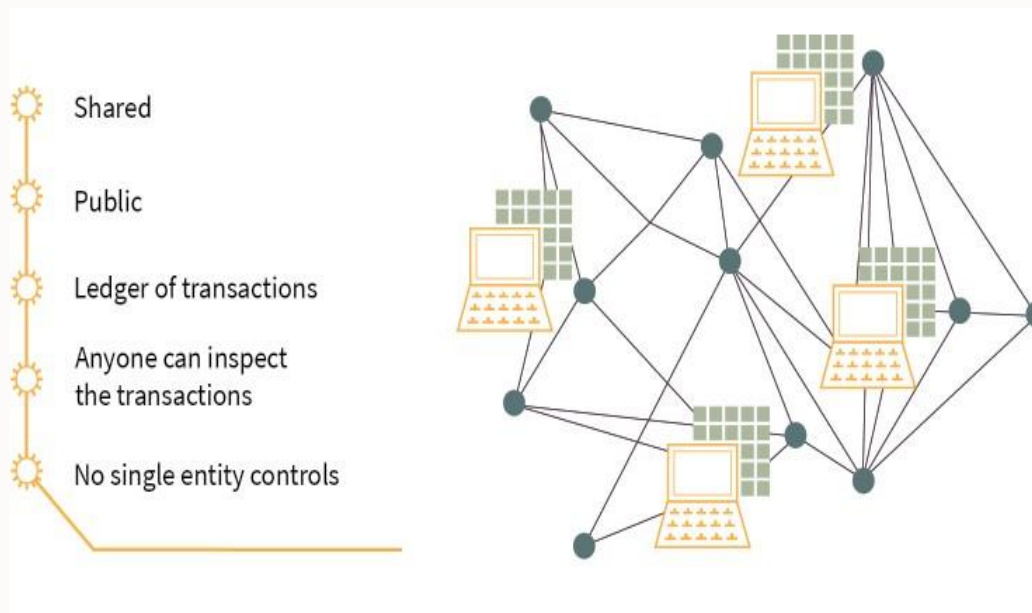 Shared
Public
Ledger of transactions
Anyone can inspect
the transactions
No single entity controls